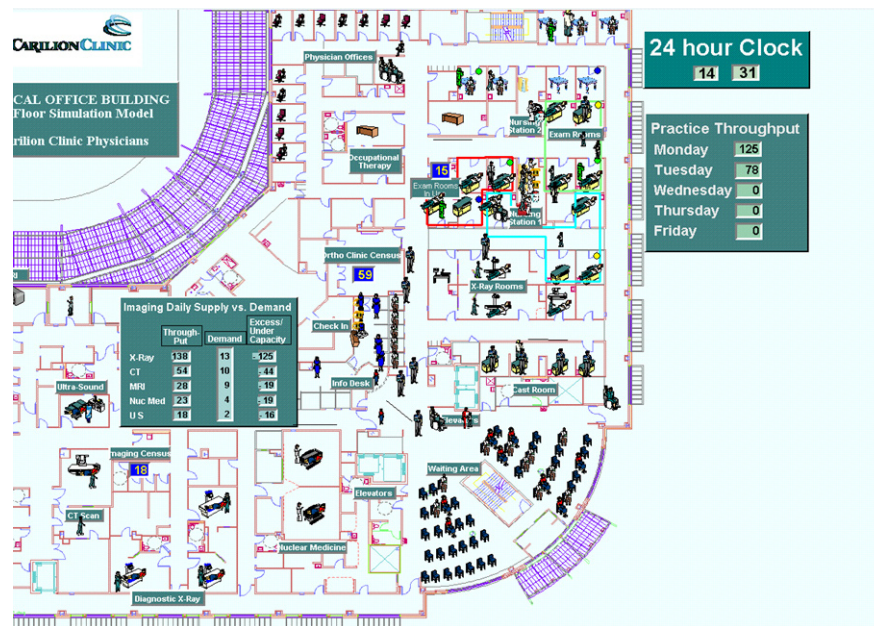 CARILION CLINIC
CAL OFFICE BUILDING
Floor Simulation Model
rilion Clinic Physicians
24 hour Clock
14 31
Practice Throughput
Monday 125
Tuesday 78
Wednesday 0
Thursday 0
Friday 0
Physician Offices
Nursing
Station 2
Exam Rooms
Occupational
Therapy
15
Exam Rooms
In U
Nursing
Station 1
Ortho Clinic Census
59
X-Ray Rooms
Check In
Info Desk
Cast Room
Imaging Daily Supply vs. Demand
Through-
Put
Demand
Excess/
Under
Capacity
X-Ray 138 13 -125
CT 54 10 -44
MRI 28 9 -19
Nuc Med 23 4 -19
U S 18 2 -16
Ultra-Sound
maging Census
18
CT Scan
Elevators
Waiting Area
Nuclear Medicine
Diagnostic X-Ray